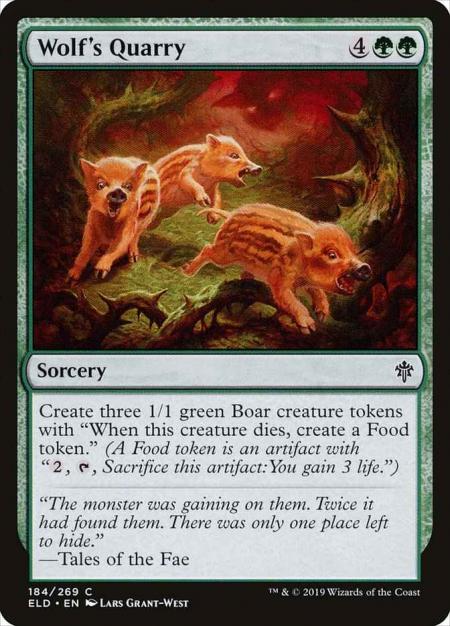 Wolf's Quarry 4
Sorcery
Create three 1/1 green Boar creature tokens
with “When this creature dies, create a Food
token.” (A Food token is an artifact with
“2, , Sacrifice this artifact:You gain 3 life.”)
“The monster was gaining on them. Twice it
had found them. There was only one place left
to hide.”
—Tales of the Fae
184/269 C
ELD • EN Lars Grant-West
™ & © 2019 Wizards of the Coast